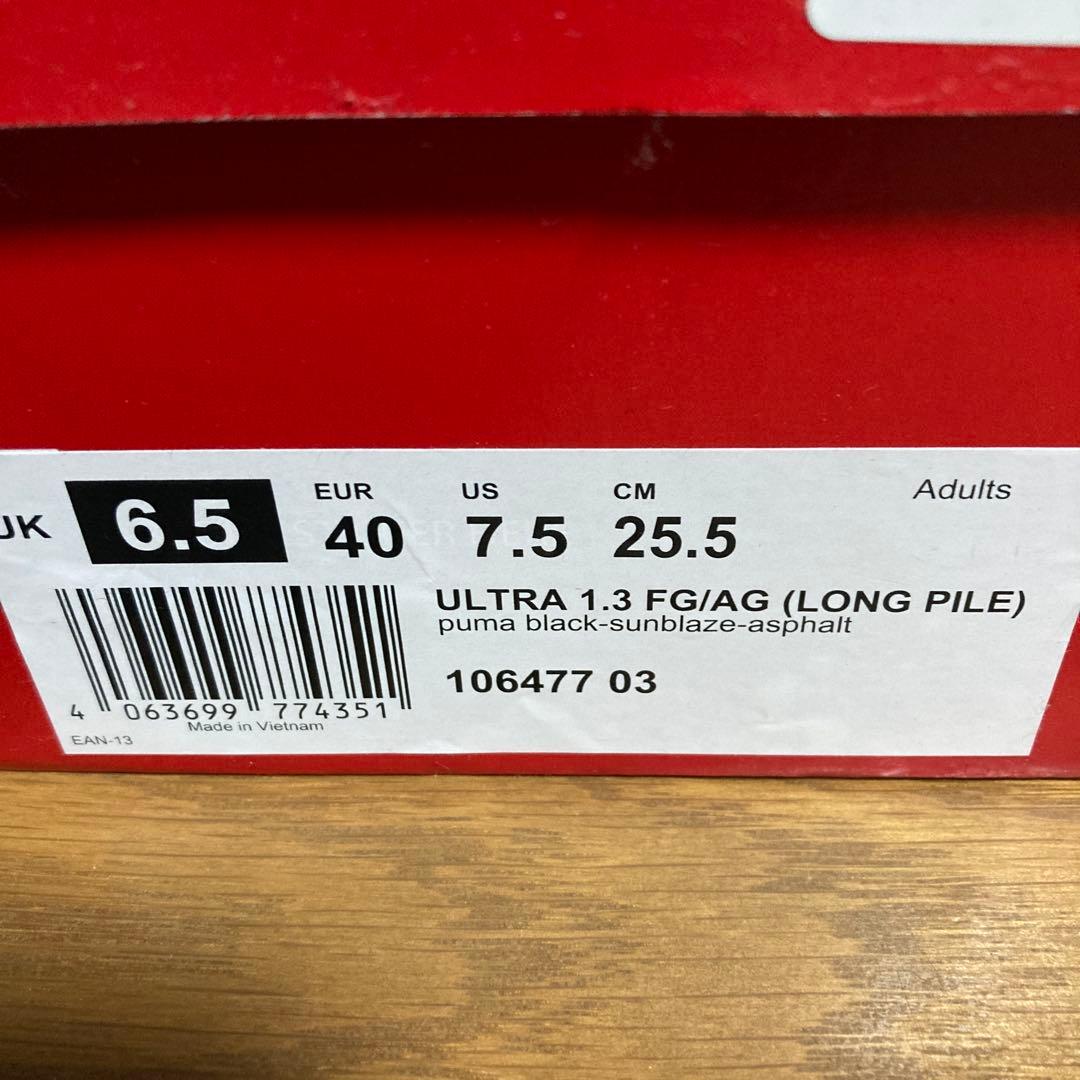 UK 6.5
EUR US CM Adults
40 7.5 25.5
ULTRA 1.3 FG/AG (LONG PILE)
puma black-sunblaze-asphalt
106477 03
4 063699 774351
Made in Vietnam
EAN-13